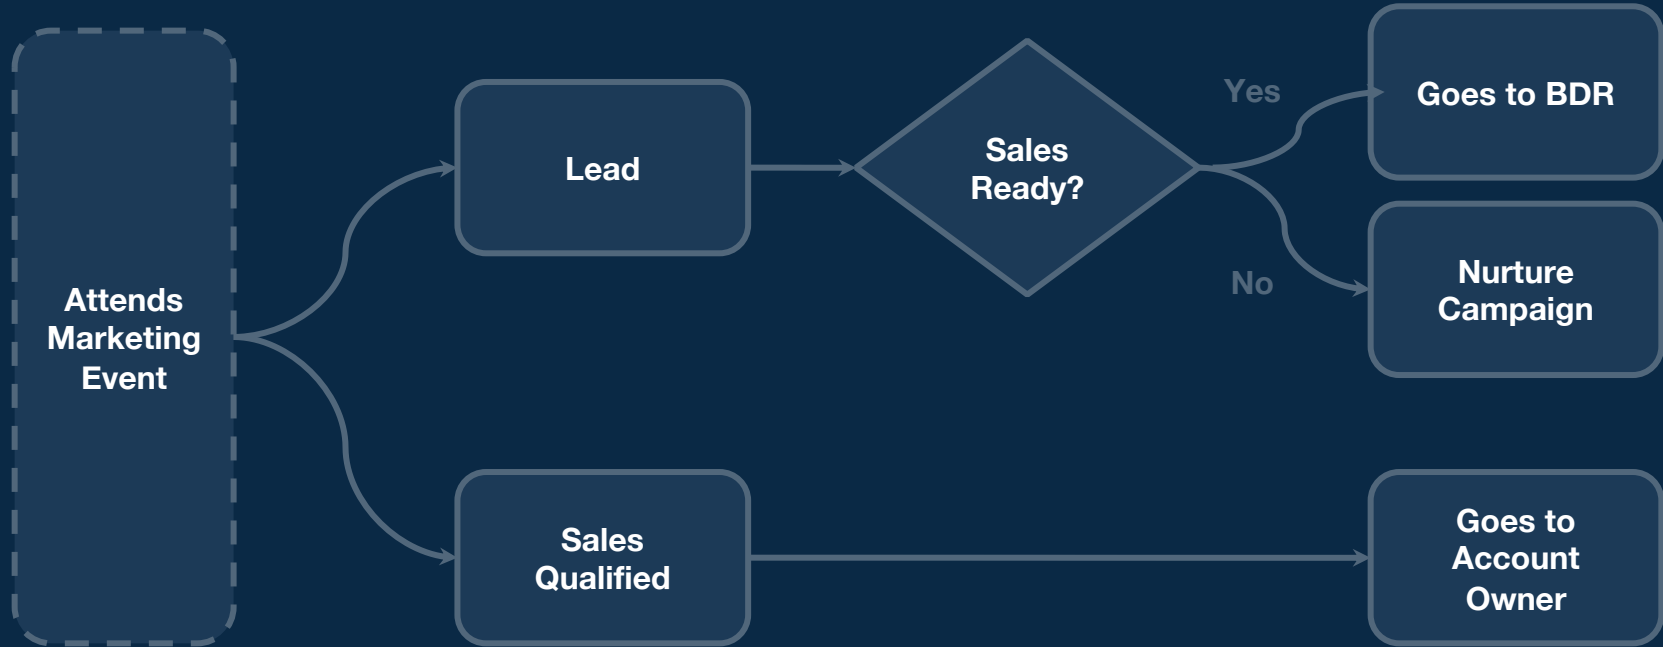 Attends
Marketing
Event
Lead
Sales
Ready?
Yes
No
Goes to BDR
Nurture
Campaign
Sales
Qualified
Goes to
Account
Owner